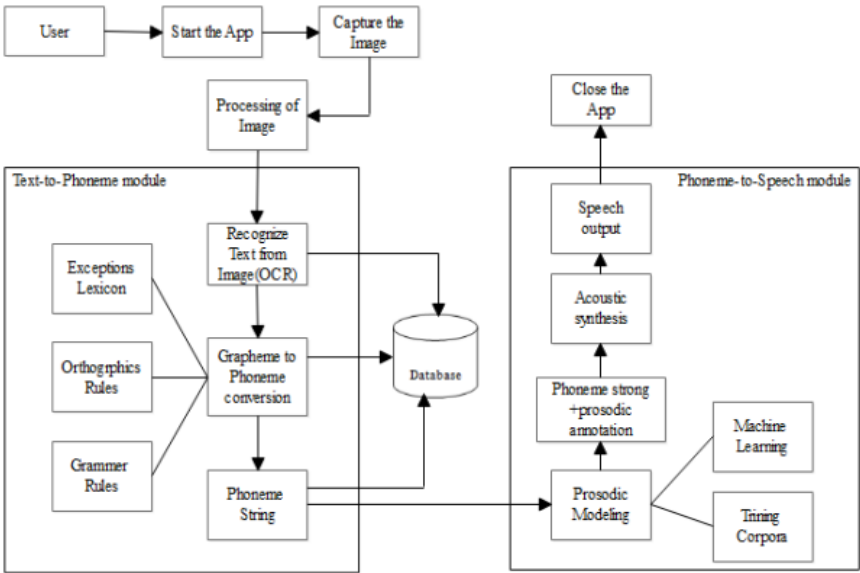 User
Start the App
Capture the
Image
Processing of
Image
Close the
App
Text-to-Phoneme module
Phoneme-to-Speech module
Recognize
Text from
Image(OCR)
Exceptions
Lexicon
Grapheme to
Phoneme
conversion
Orthogrphics
Rules
Grammer
Rules
Phoneme
String
Database
Speech
output
Acoustic
synthesis
Phoneme strong
+prosodic
annotation
Prosodic
Modeling
Machine
Learning
Trining
Corpora